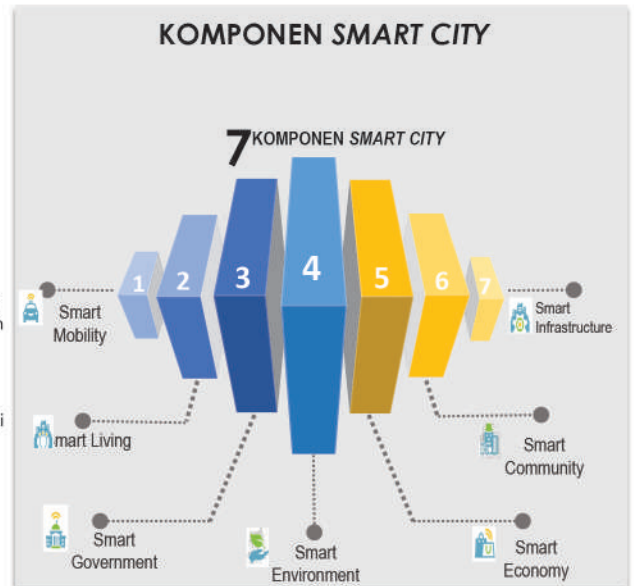 KOMPONEN SMART CITY
7 KOMPONEN SMART CITY
1
2
3
4
5
6
7
Smart
Mobility
Smart
Infrastructure
mart Living
Smart
Community
Smart
Government
Smart
Environment
Smart
Economy